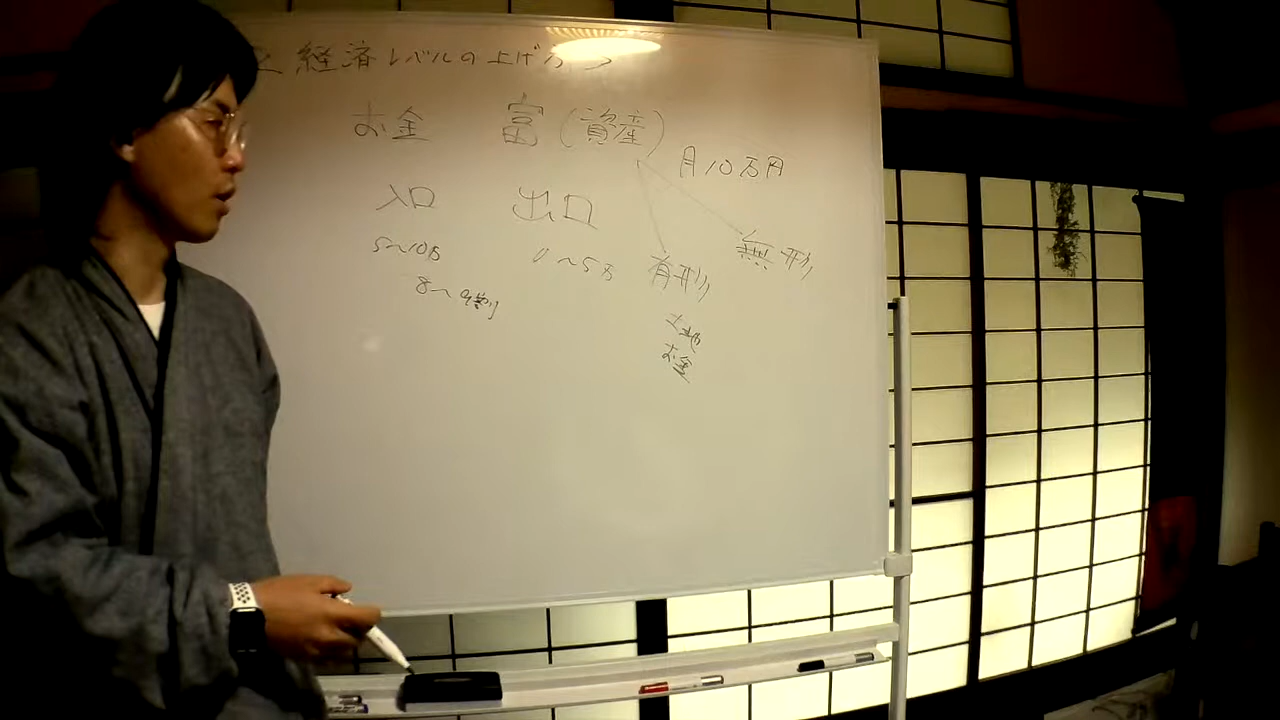 経済レベルの上げ方
お金 富(資産)
月10万円
入口 出口
無形
5〜10万 1〜5万 有形
8〜9割
土地
お金